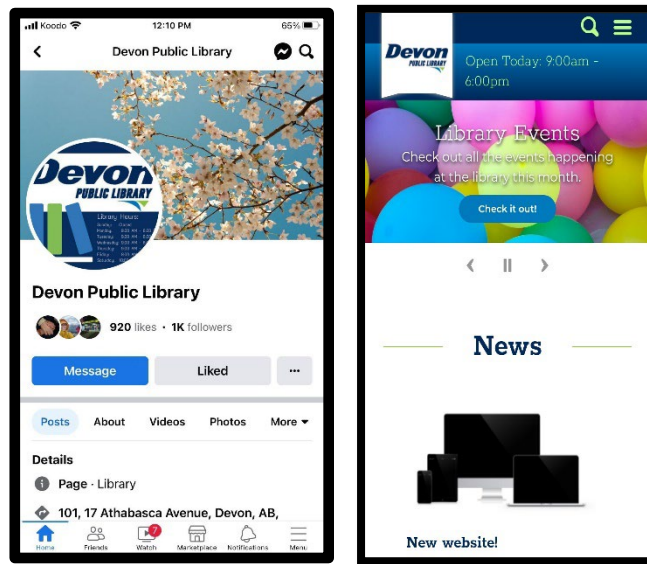 Koodo 12:10 PM 65%
Devon Public Library
Devon
PUBLIC LIBRARY
Library Hours
Devon Public Library
920 likes · 1K followers
Message Liked ...
Posts About Videos Photos More
Details
Page · Library
101, 17 Athabasca Avenue, Devon, AB,
7
Home Friends Watch Marketplace Notifications Menu
Devon
PUBLIC LIBRARY
Open Today: 9:00am -
6:00pm
Library Events
Check out all the events happening
at the library this month.
Check it out!
News
New website!